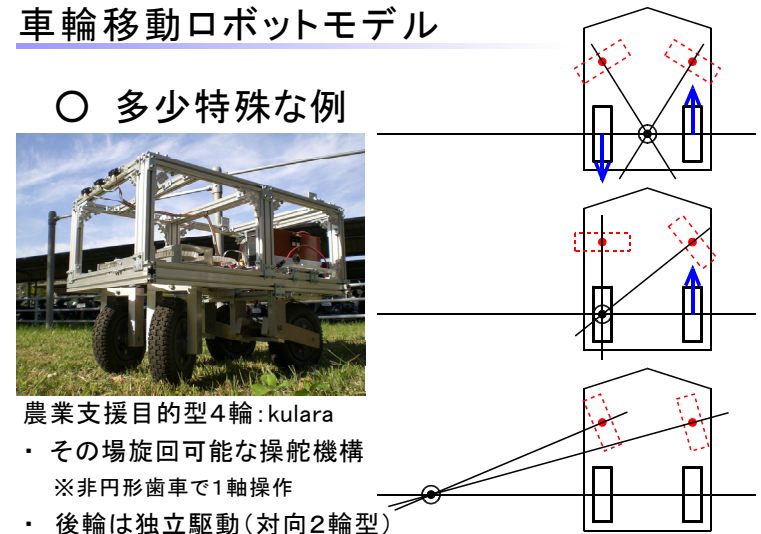 車輪移動ロボットモデル
○ 多少特殊な例
農業支援目的型4輪:kulara
・ その場旋回可能な操舵機構
※非円形歯車で1軸操作
・ 後輪は独立駆動(対向2輪型)